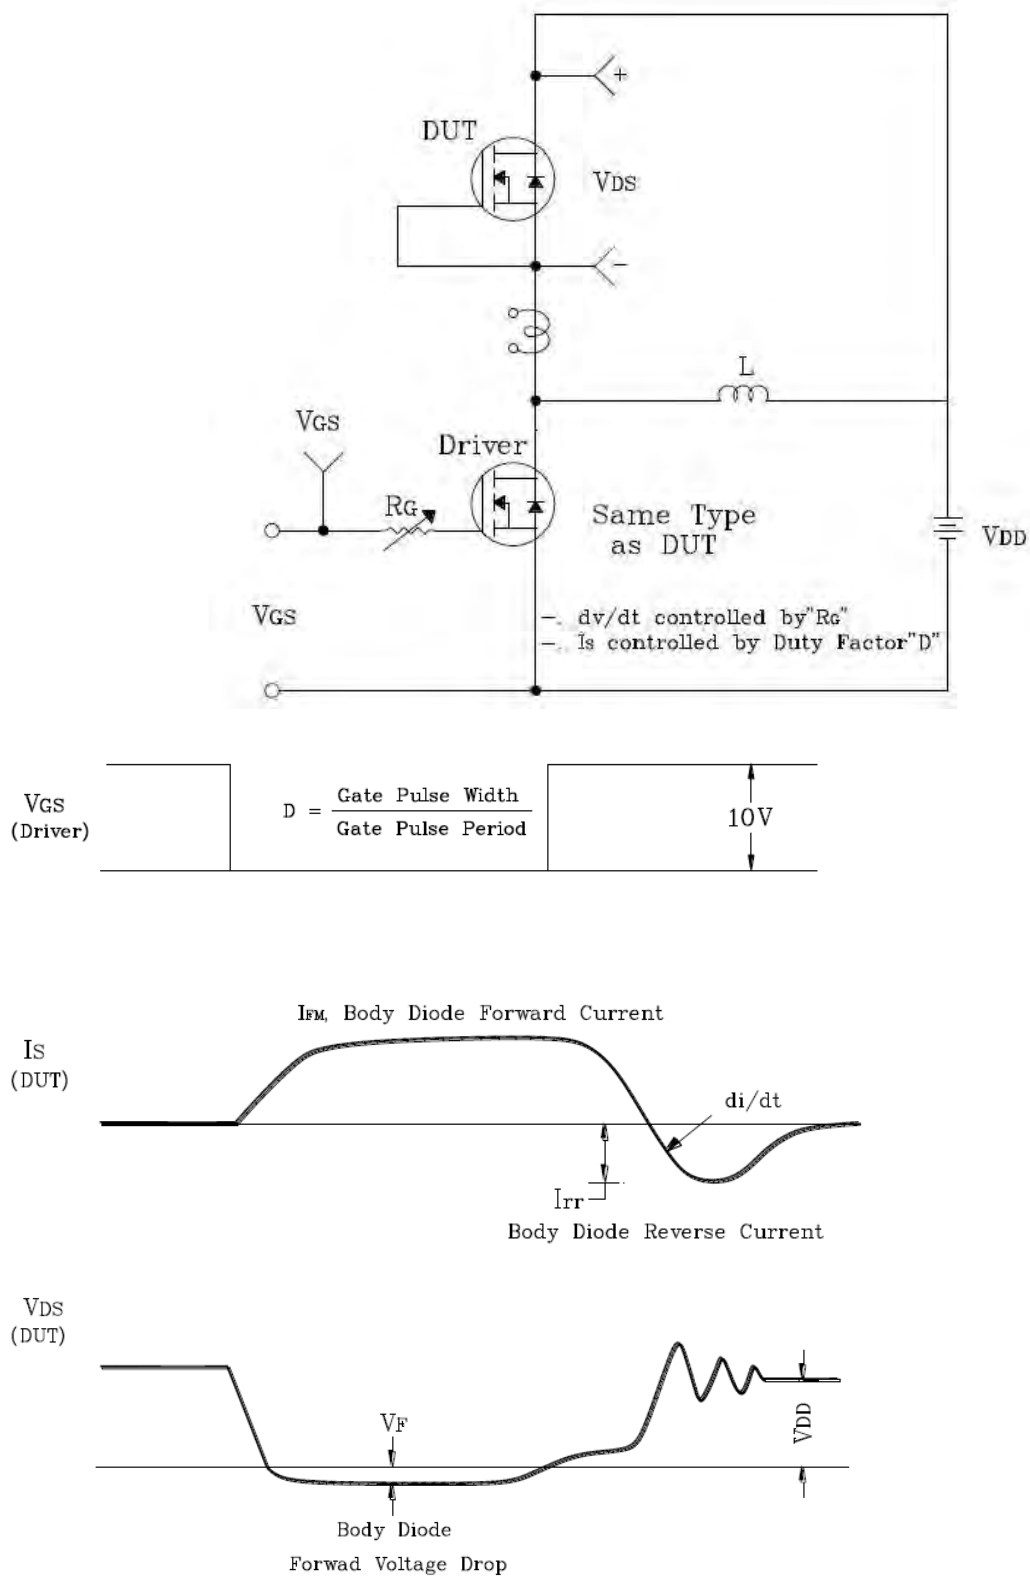 +
DUT
VDS
−
L
VGS
Driver
RG
Same Type
as DUT
VDD
VGS
− dv/dt controlled by"RG"
− Is controlled by Duty Factor"D"
VGS
(Driver)
D = Gate Pulse Width
Gate Pulse Period
10V
IFM, Body Diode Forward Current
IS
(DUT)
di/dt
Irr
Body Diode Reverse Current
VDS
(DUT)
VF
VDD
Body Diode
Forwad Voltage Drop